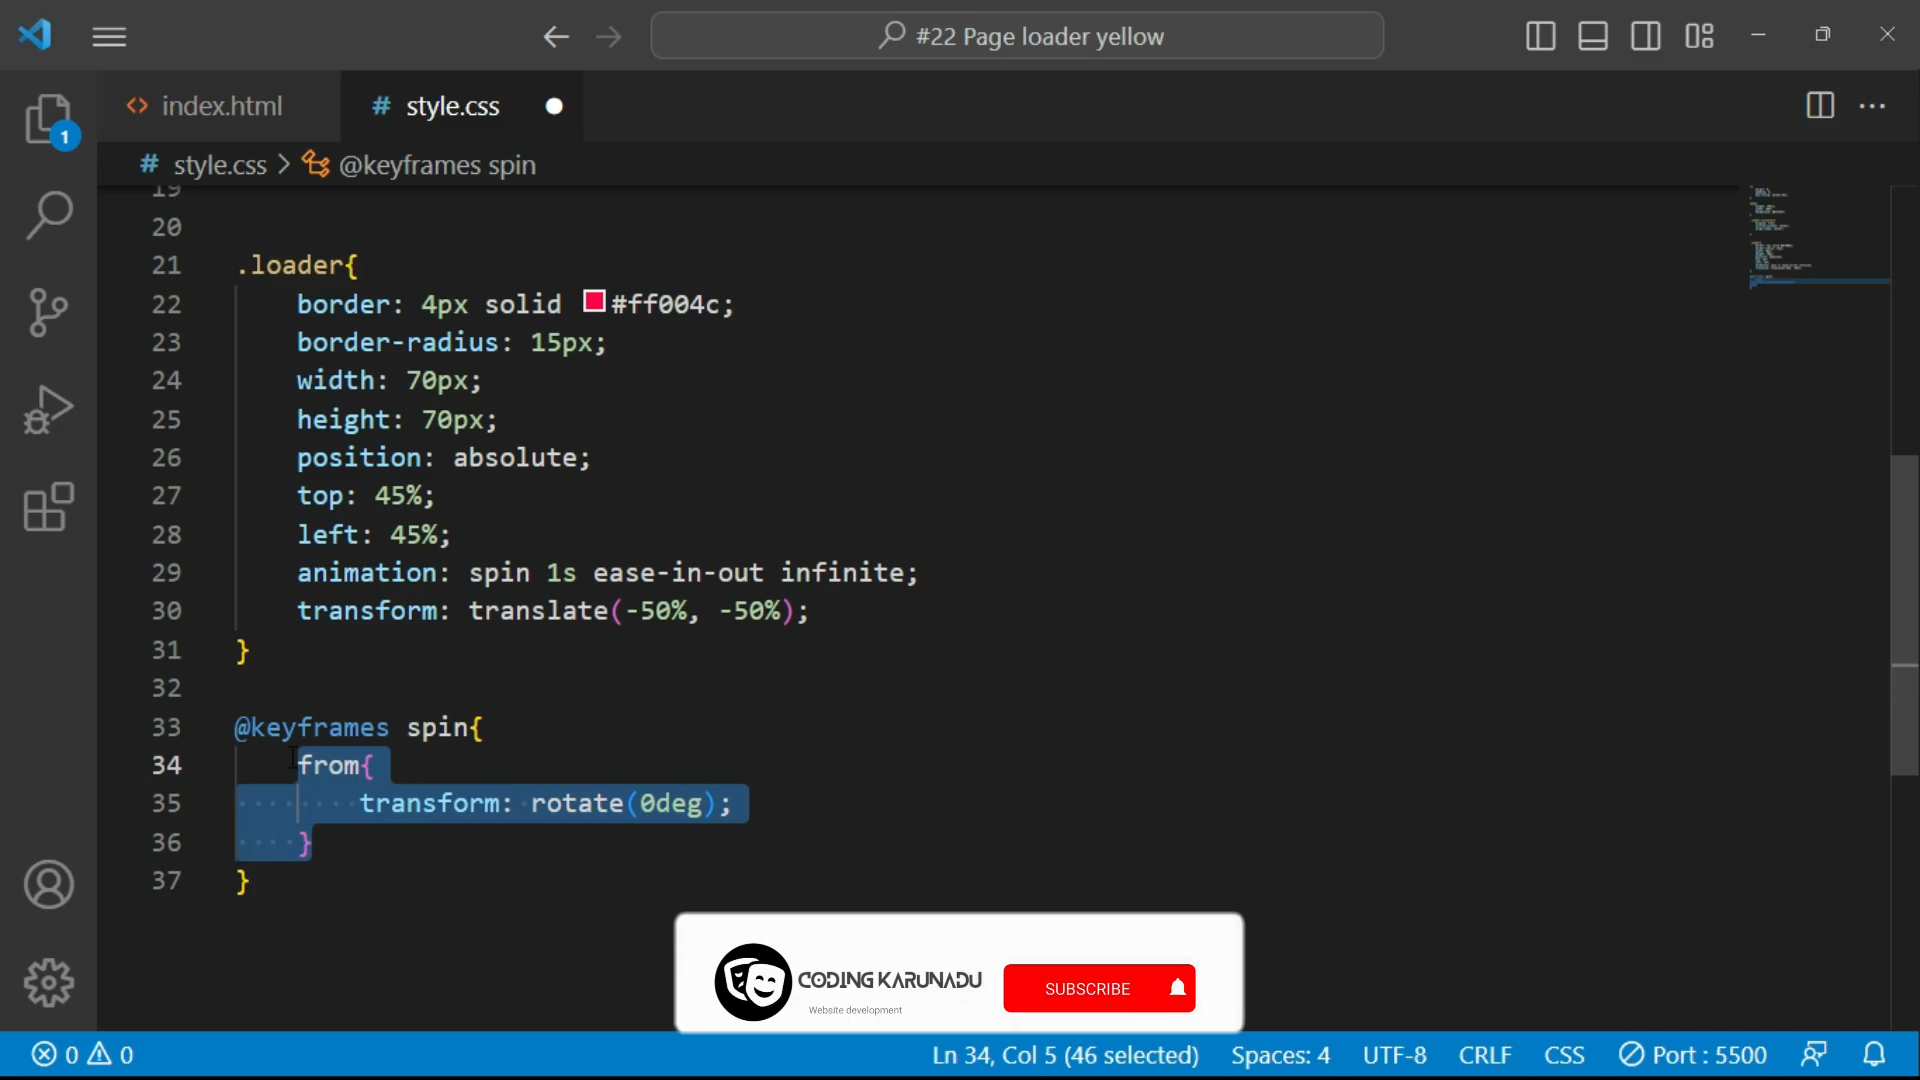 #22 Page loader yellow
index.html
style.css
1
style.css > @keyframes spin
19
20
21 .loader{
22 border: 4px solid #ff004c;
23 border-radius: 15px;
24 width: 70px;
25 height: 70px;
26 position: absolute;
27 top: 45%;
28 left: 45%;
29 animation: spin 1s ease-in-out infinite;
30 transform: translate(-50%, -50%);
31 }
32
33 @keyframes spin{
34 from{
35 transform: rotate(0deg);
36 }
37 }
CODING KARUNADU
Website development
SUBSCRIBE
0 0 Ln 34, Col 5 (46 selected) Spaces: 4 UTF-8 CRLF CSS Port : 5500